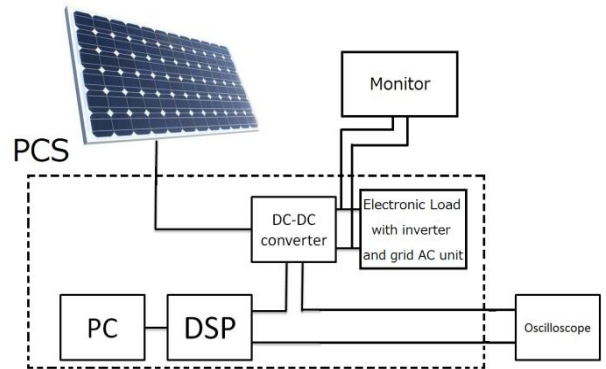 Monitor
PCS
DC-DC
converter
Electronic Load
with inverter
and grid AC unit
PC
DSP
Oscilloscope